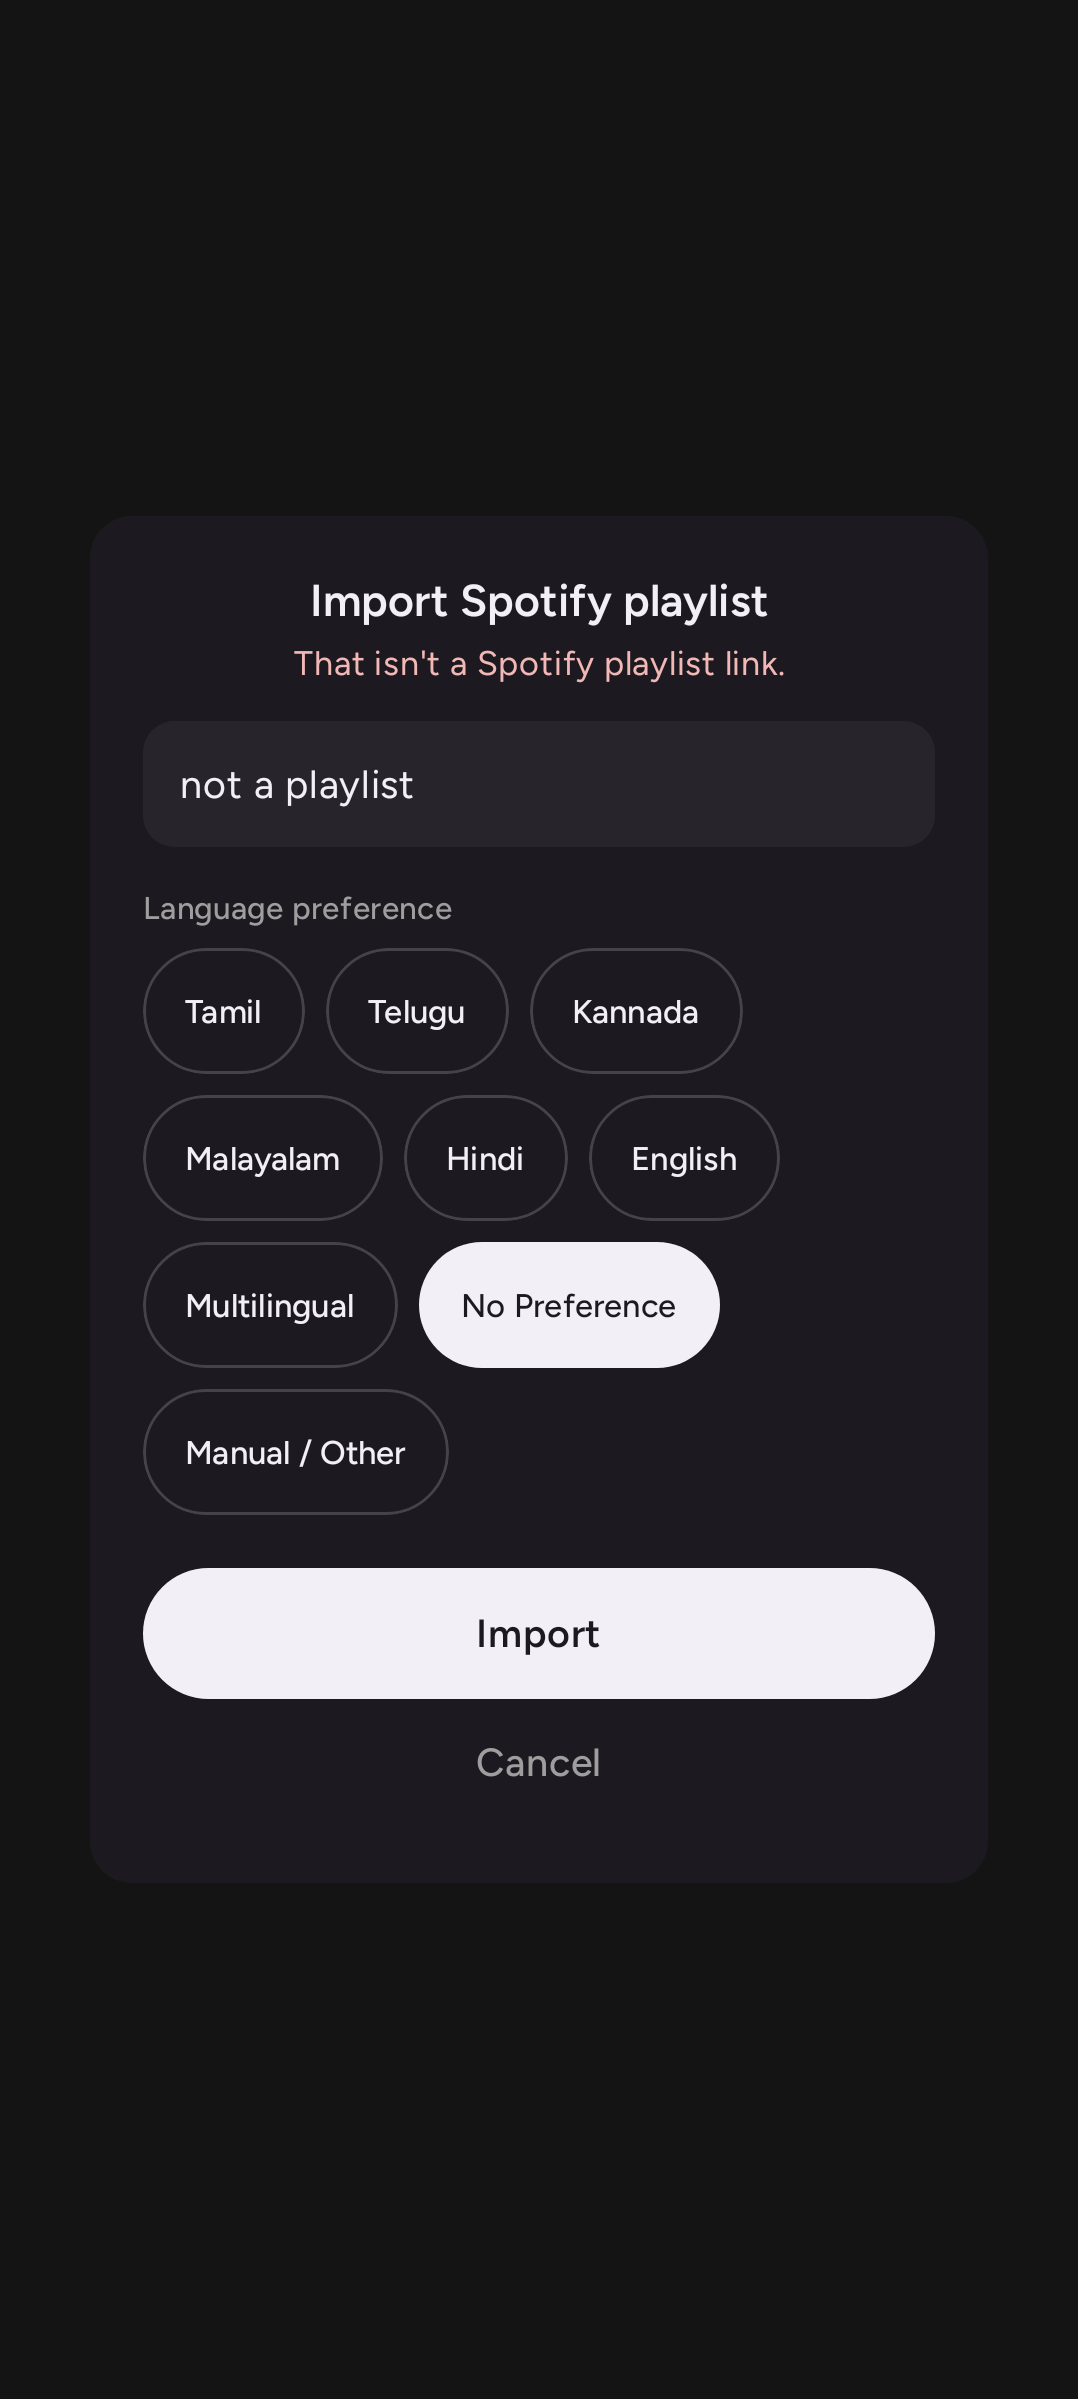 Import Spotify playlist
That isn't a Spotify playlist link.
not a playlist
Language preference
Tamil Telugu Kannada
Malayalam Hindi English
Multilingual No Preference
Manual / Other
Import
Cancel